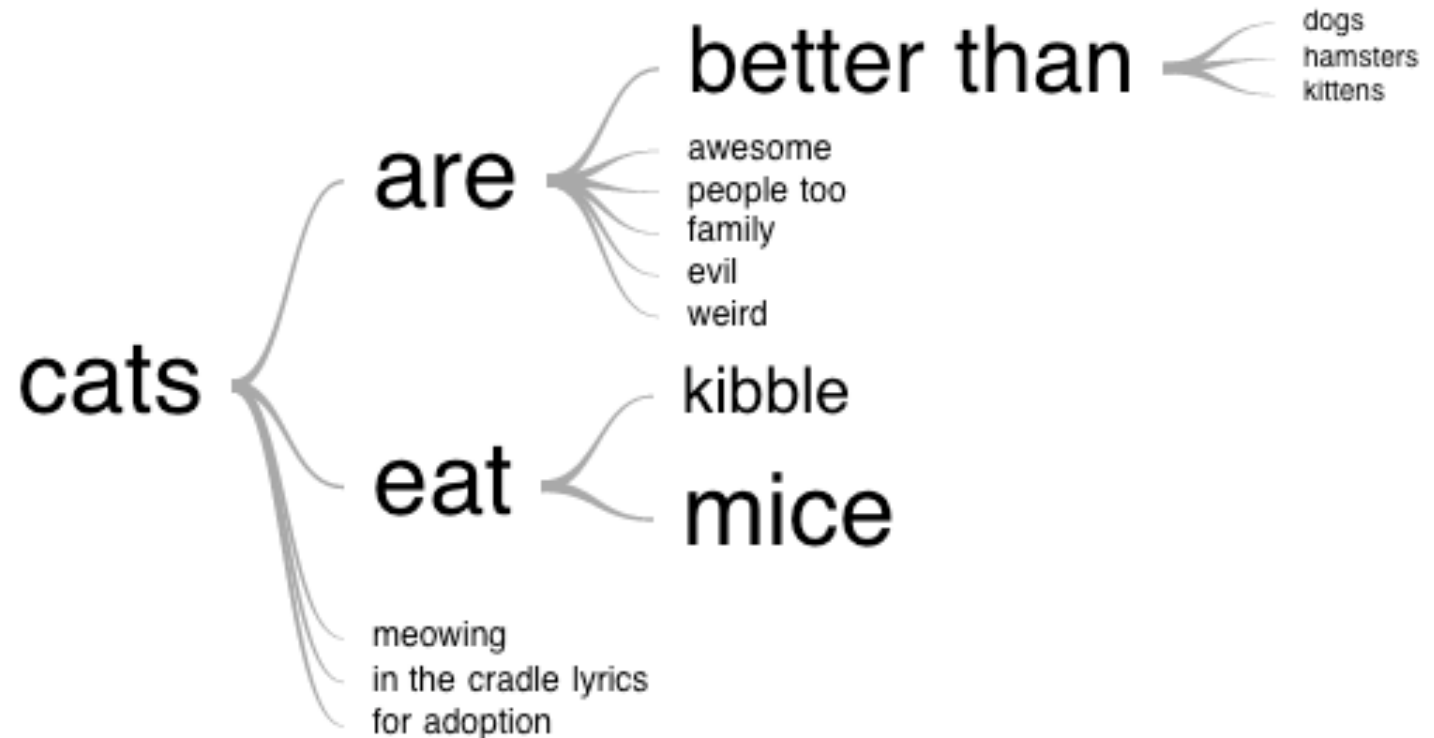 cats
are
better than
dogs
hamsters
kittens
awesome
people too
family
evil
weird
eat
kibble
mice
meowing
in the cradle lyrics
for adoption